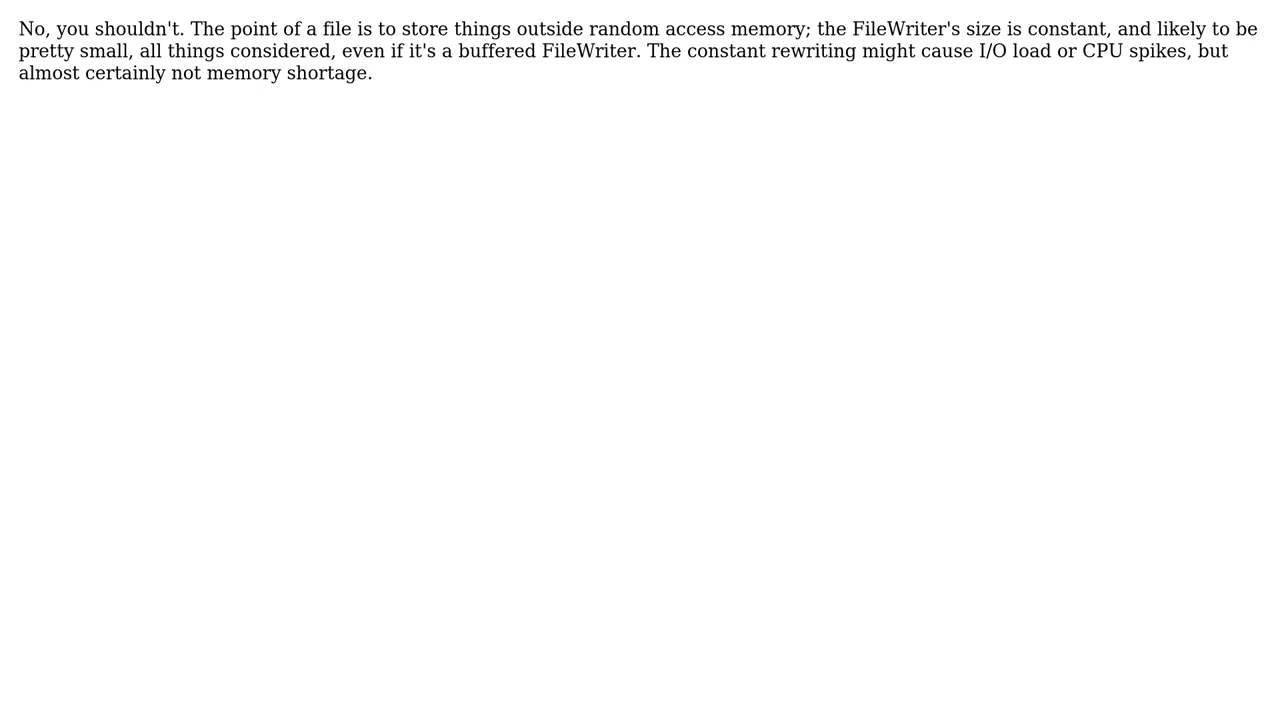 No, you shouldn't. The point of a file is to store things outside random access memory; the FileWriter's size is constant, and likely to be
pretty small, all things considered, even if it's a buffered FileWriter. The constant rewriting might cause I/O load or CPU spikes, but
almost certainly not memory shortage.